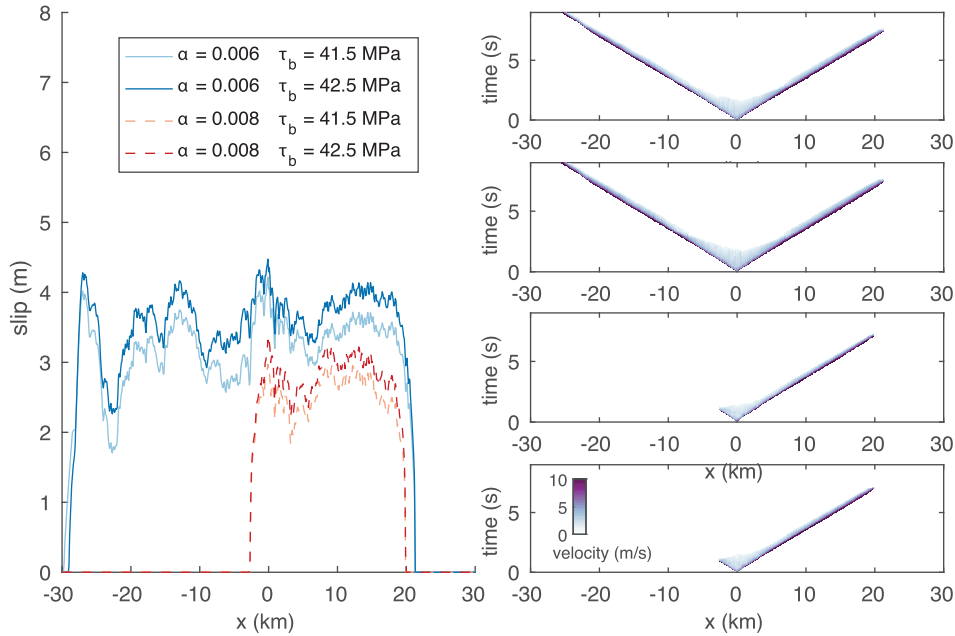 8
7
6
5
4
3
2
1
0
slip (m)
α = 0.006 τb = 41.5 MPa
α = 0.006 τb = 42.5 MPa
α = 0.008 τb = 41.5 MPa
α = 0.008 τb = 42.5 MPa
-30 -20 -10 0 10 20 30
x (km)
time (s)
5
0
-30 -20 -10 0 10 20 30
time (s)
5
0
-30 -20 -10 0 10 20 30
time (s)
5
0
-30 -20 -10 0 10 20 30
x (km)
time (s)
5
0
10
5
0
velocity (m/s)
-30 -20 -10 0 10 20 30
x (km)